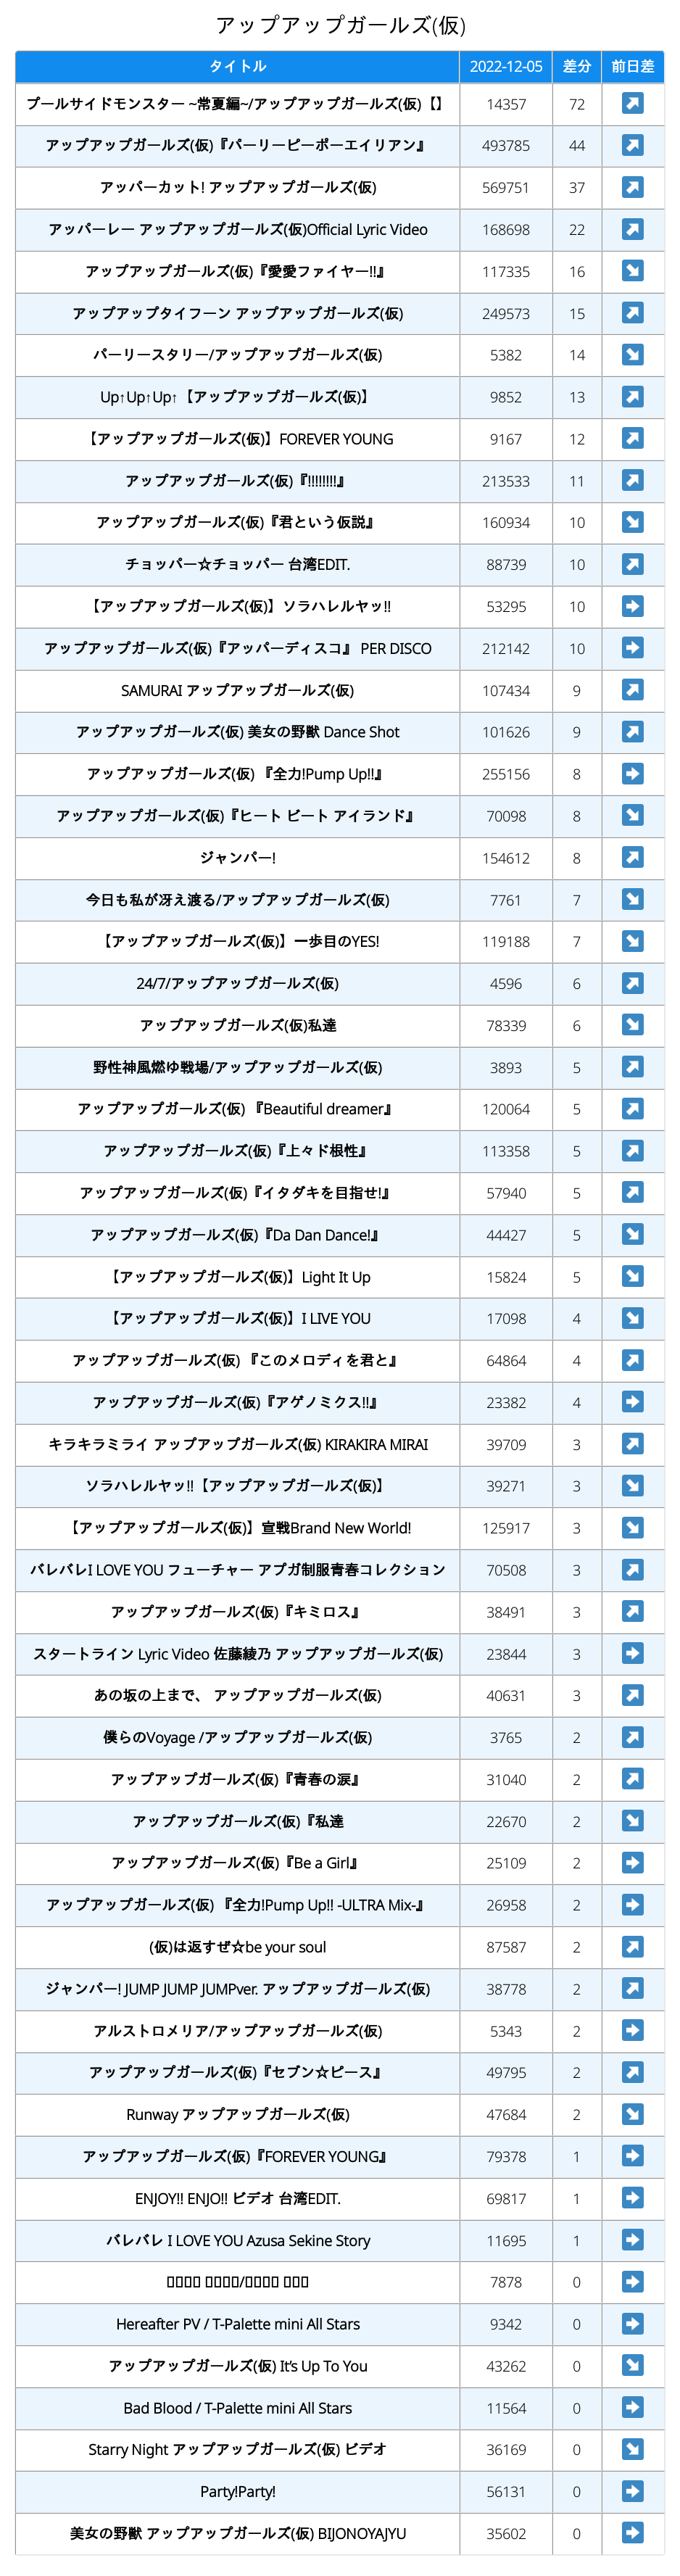 アップアップガールズ(仮)
タイトル 2022-12-05 差分 前日差
プールサイドモンスター ~常夏編~/アップアップガールズ(仮)【】 14357 72
アップアップガールズ(仮)『パーリーピーポーエイリアン』 493785 44
アッパーカット! アップアップガールズ(仮) 569751 37
アッパーレー アップアップガールズ(仮)Official Lyric Video 168698 22
アップアップガールズ(仮)『愛愛ファイヤー!!』 117335 16
アップアップタイフーン アップアップガールズ(仮) 249573 15
パーリースタリー/アップアップガールズ(仮) 5382 14
Up↑Up↑Up↑【アップアップガールズ(仮)】 9852 13
【アップアップガールズ(仮)】FOREVER YOUNG 9167 12
アップアップガールズ(仮)『!!!!!!!!』 213533 11
アップアップガールズ(仮)『君という仮説』 160934 10
チョッパー☆チョッパー 台湾EDIT. 88739 10
【アップアップガールズ(仮)】ソラハレルヤッ!! 53295 10
アップアップガールズ(仮)『アッパーディスコ』 PER DISCO 212142 10
SAMURAI アップアップガールズ(仮) 107434 9
アップアップガールズ(仮) 美女の野獣 Dance Shot 101626 9
アップアップガールズ(仮) 『全力!Pump Up!!』 255156 8
アップアップガールズ(仮)『ヒート ビート アイランド』 70098 8
ジャンパー! 154612 8
今日も私が冴え渡る/アップアップガールズ(仮) 7761 7
【アップアップガールズ(仮)】一歩目のYES! 119188 7
24/7/アップアップガールズ(仮) 4596 6
アップアップガールズ(仮)私達 78339 6
野性神風燃ゆ戦場/アップアップガールズ(仮) 3893 5
アップアップガールズ(仮) 『Beautiful dreamer』 120064 5
アップアップガールズ(仮)『上々ド根性』 113358 5
アップアップガールズ(仮)『イタダキを目指せ!』 57940 5
アップアップガールズ(仮)『Da Dan Dance!』 44427 5
【アップアップガールズ(仮)】Light It Up 15824 5
【アップアップガールズ(仮)】I LIVE YOU 17098 4
アップアップガールズ(仮) 『このメロディを君と』 64864 4
アップアップガールズ(仮)『アゲノミクス!!』 23382 4
キラキラミライ アップアップガールズ(仮) KIRAKIRA MIRAI 39709 3
ソラハレルヤッ!!【アップアップガールズ(仮)】 39271 3
【アップアップガールズ(仮)】宣戦Brand New World! 125917 3
バレバレI LOVE YOU フューチャー アプガ制服青春コレクション 70508 3
アップアップガールズ(仮)『キミロス』 38491 3
スタートライン Lyric Video 佐藤綾乃 アップアップガールズ(仮) 23844 3
あの坂の上まで、 アップアップガールズ(仮) 40631 3
僕らのVoyage /アップアップガールズ(仮) 3765 2
アップアップガールズ(仮)『青春の涙』 31040 2
アップアップガールズ(仮)『私達 22670 2
アップアップガールズ(仮)『Be a Girl』 25109 2
アップアップガールズ(仮) 『全力!Pump Up!! -ULTRA Mix-』 26958 2
(仮)は返すぜ☆be your soul 87587 2
ジャンパー! JUMP JUMP JUMPver. アップアップガールズ(仮) 38778 2
アルストロメリア/アップアップガールズ(仮) 5343 2
アップアップガールズ(仮)『セブン☆ピース』 49795 2
Runway アップアップガールズ(仮) 47684 2
アップアップガールズ(仮)『FOREVER YOUNG』 79378 1
ENJOY!! ENJO!! ビデオ 台湾EDIT. 69817 1
バレバレ I LOVE YOU Azusa Sekine Story 11695 1
▯▯▯▯ ▯▯▯▯/▯▯▯▯ ▯▯▯ 7878 0
Hereafter PV / T-Palette mini All Stars 9342 0
アップアップガールズ(仮) It's Up To You 43262 0
Bad Blood / T-Palette mini All Stars 11564 0
Starry Night アップアップガールズ(仮) ビデオ 36169 0
Party!Party! 56131 0
美女の野獣 アップアップガールズ(仮) BIJONOYAJYU 35602 0